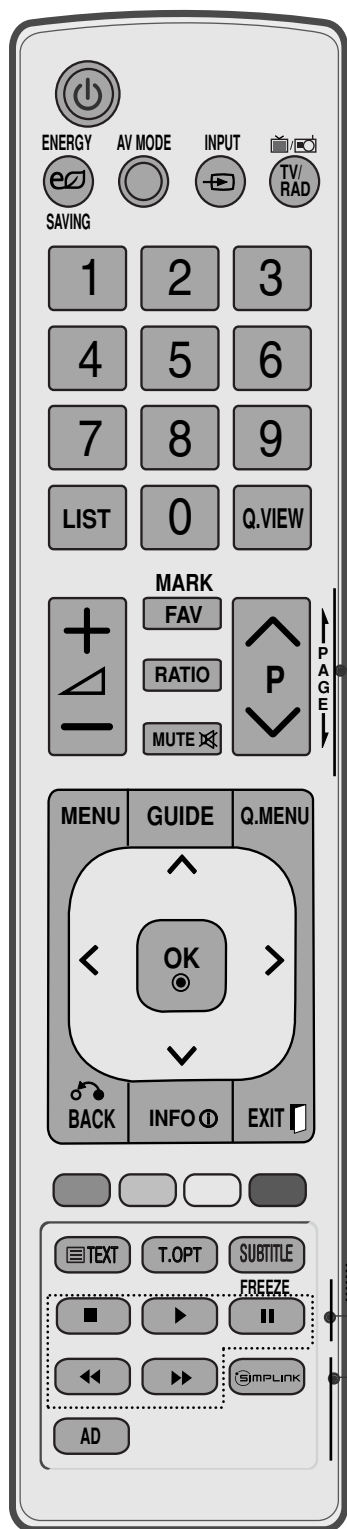 ENERGY AV MODE INPUT
TV/
RAD
SAVING
1 2 3
4 5 6
7 8 9
LIST 0 Q.VIEW
MARK
FAV
RATIO P
MUTE
PAGE
MENU GUIDE Q.MENU
OK
BACK INFO EXIT
TEXT T.OPT SUBTITLE
FREEZE
SIMPLINK
AD